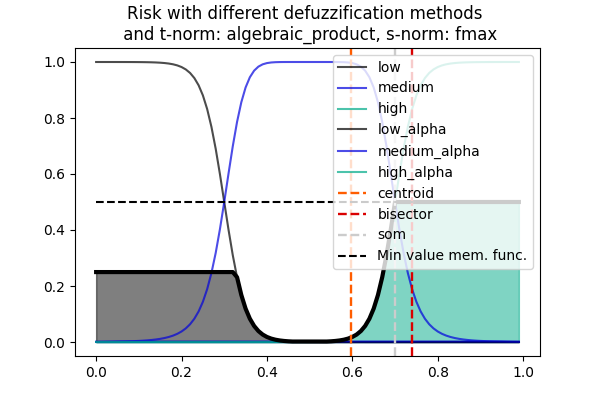 Risk with different defuzzification methods
and t-norm: algebraic_product, s-norm: fmax
1.0
0.8
0.6
0.4
0.2
0.0
low
medium
high
low_alpha
medium_alpha
high_alpha
centroid
bisector
som
Min value mem. func.
0.0 0.2 0.4 0.6 0.8 1.0